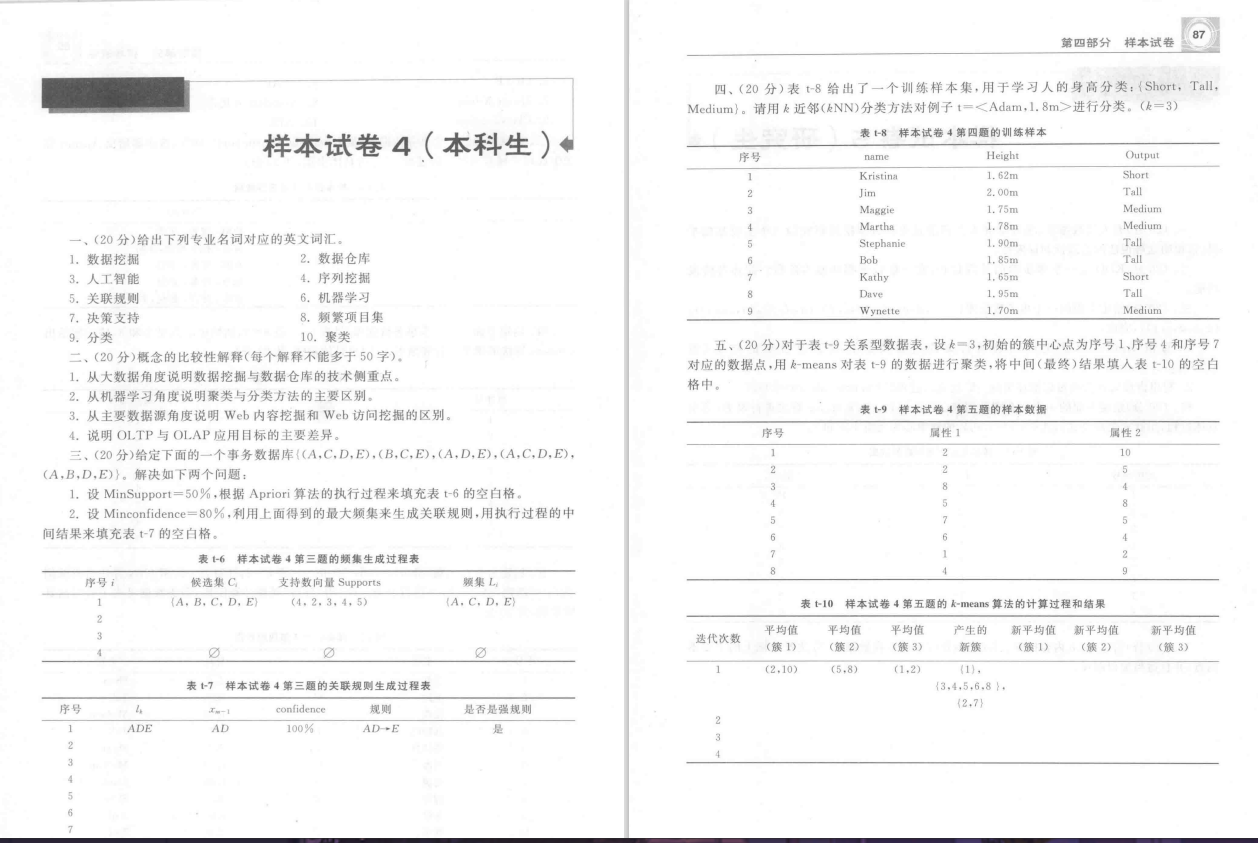 样本试卷 4（本科生）
一、（20 分）给出下列专业名词对应的英文词汇。
1. 数据挖掘 2. 数据仓库
3. 人工智能 4. 序列挖掘
5. 关联规则 6. 机器学习
7. 决策支持 8. 频繁项目集
9. 分类 10. 聚类
二、（20 分）概念的比较性解释（每个解释不能多于 50 字）。
1. 从大数据角度说明数据挖掘与数据仓库的技术侧重点。
2. 从机器学习角度说明聚类与分类方法的主要区别。
3. 从主要数据源角度说明 Web 内容挖掘和 Web 访问挖掘的区别。
4. 说明 OLTP 与 OLAP 应用目标的主要差异。
三、（20 分）给定下面的一个事务数据库{(A,C,D,E),(B,C,E),(A,D,E),(A,C,D,E),
(A,B,D,E)}。解决如下两个问题：
1. 设 MinSupport=50%，根据 Apriori 算法的执行过程来填充表 t-6 的空白格。
2. 设 Minconfidence=80%，利用上面得到的最大频集来生成关联规则，用执行过程的中
间结果来填充表 t-7 的空白格。
表 t-6 样本试卷 4 第三题的频集生成过程表
序号 i 候选集 Ci 支持数向量 Supports 频集 Li
1 {A, B, C, D, E} (4, 2, 3, 4, 5) {A, C, D, E}
2
3
4 ∅ ∅ ∅
表 t-7 样本试卷 4 第三题的关联规则生成过程表
序号 lk xm-1 confidence 规则 是否是强规则
1 ADE AD 100% AD→E 是
2
3
4
5
6
7
第四部分 样本试卷 87
四、（20 分）表 t-8 给出了一个训练样本集，用于学习人的身高分类：{Short, Tall,
Medium}。请用 k 近邻(kNN)分类方法对例子 t=<Adam,1.8m>进行分类。(k=3)
表 t-8 样本试卷 4 第四题的训练样本
序号 name Height Output
1 Kristina 1.62m Short
2 Jim 2.00m Tall
3 Maggie 1.75m Medium
4 Martha 1.78m Medium
5 Stephanie 1.90m Tall
6 Bob 1.85m Tall
7 Kathy 1.65m Short
8 Dave 1.95m Tall
9 Wynette 1.70m Medium
五、（20 分）对于表 t-9 关系型数据表，设 k=3，初始的簇中心点为序号 1、序号 4 和序号 7
对应的数据点，用 k-means 对表 t-9 的数据进行聚类，将中间（最终）结果填入表 t-10 的空白
格中。
表 t-9 样本试卷 4 第五题的样本数据
序号 属性 1 属性 2
1 2 10
2 2 5
3 8 4
4 5 8
5 7 5
6 6 4
7 1 2
8 4 9
表 t-10 样本试卷 4 第五题的 k-means 算法的计算过程和结果
迭代次数 平均值 平均值 平均值 产生的 新平均值 新平均值 新平均值
（簇 1） （簇 2） （簇 3） 新簇 （簇 1） （簇 2） （簇 3）
1 (2,10) (5,8) (1,2) {1},
{3,4,5,6,8},
{2,7}
2
3
4